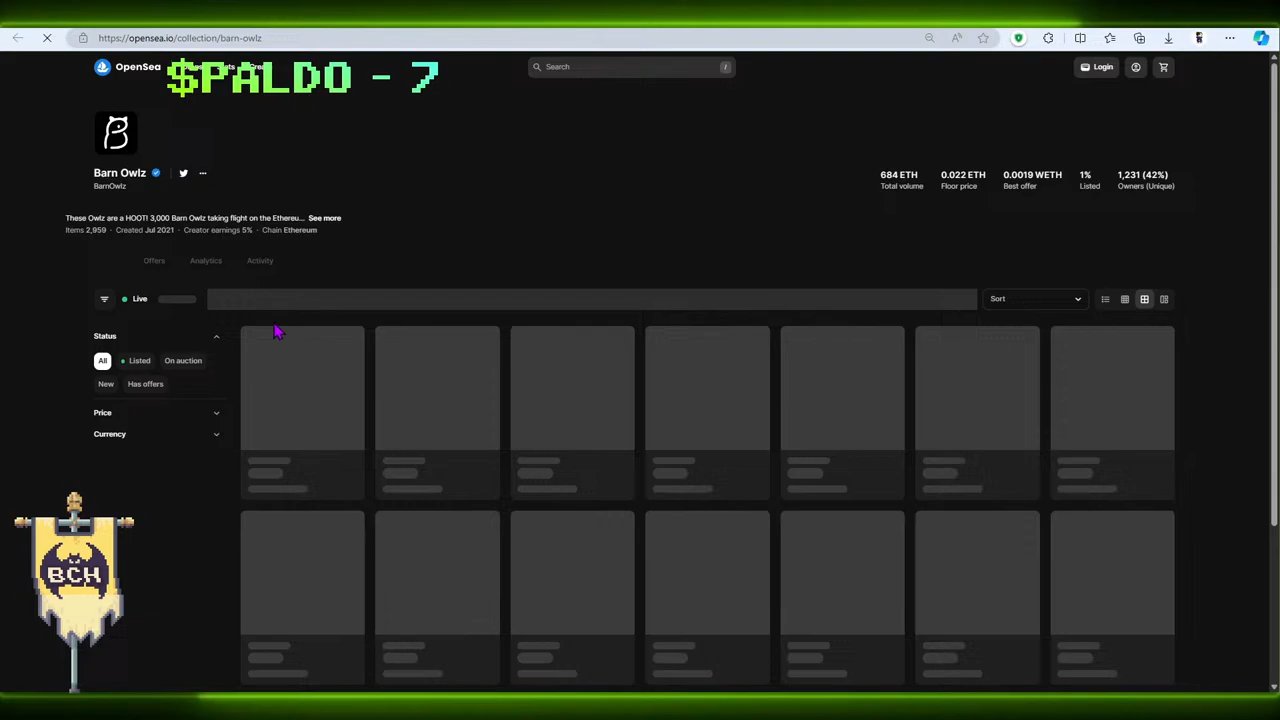 https://opensea.io/collection/barn-owlz
OpenSea
$PALDO - 7
Search
/
Login
Barn Owlz
BarnOwlz
684 ETH
Total volume
0.022 ETH
Floor price
0.0019 WETH
Best offer
1%
Listed
1,231 (42%)
Owners (Unique)
These Owlz are a HOOT! 3,000 Barn Owlz taking flight on the Ethereu... See more
Items 2,959 · Created Jul 2021 · Creator earnings 5% · Chain Ethereum
Offers
Analytics
Activity
Live
Sort
Status
All
Listed
On auction
New
Has offers
Price
Currency
BCH